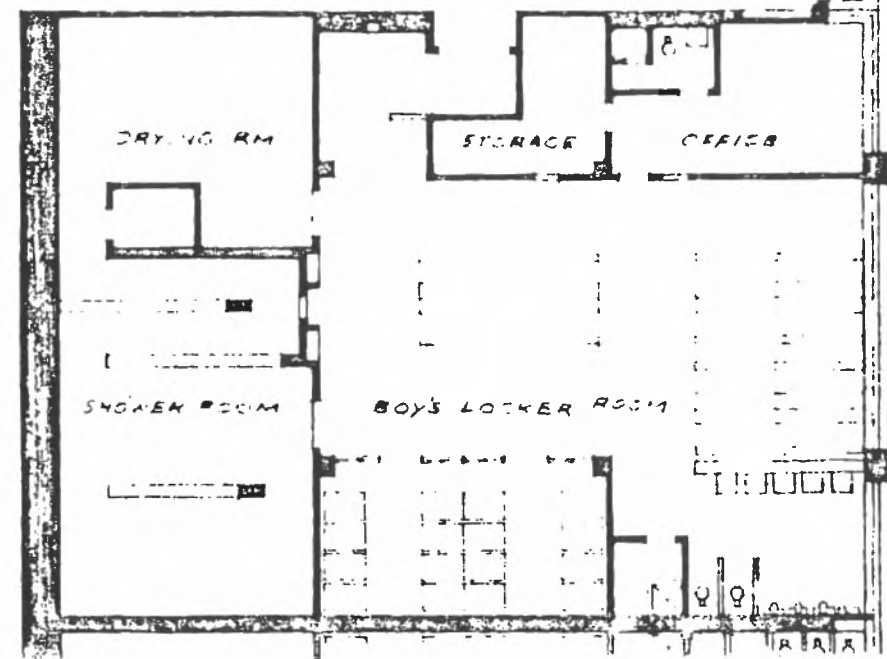 DRYING RM
STORAGE
OFFICE
SHOWER ROOM
BOY'S LOCKER ROOM